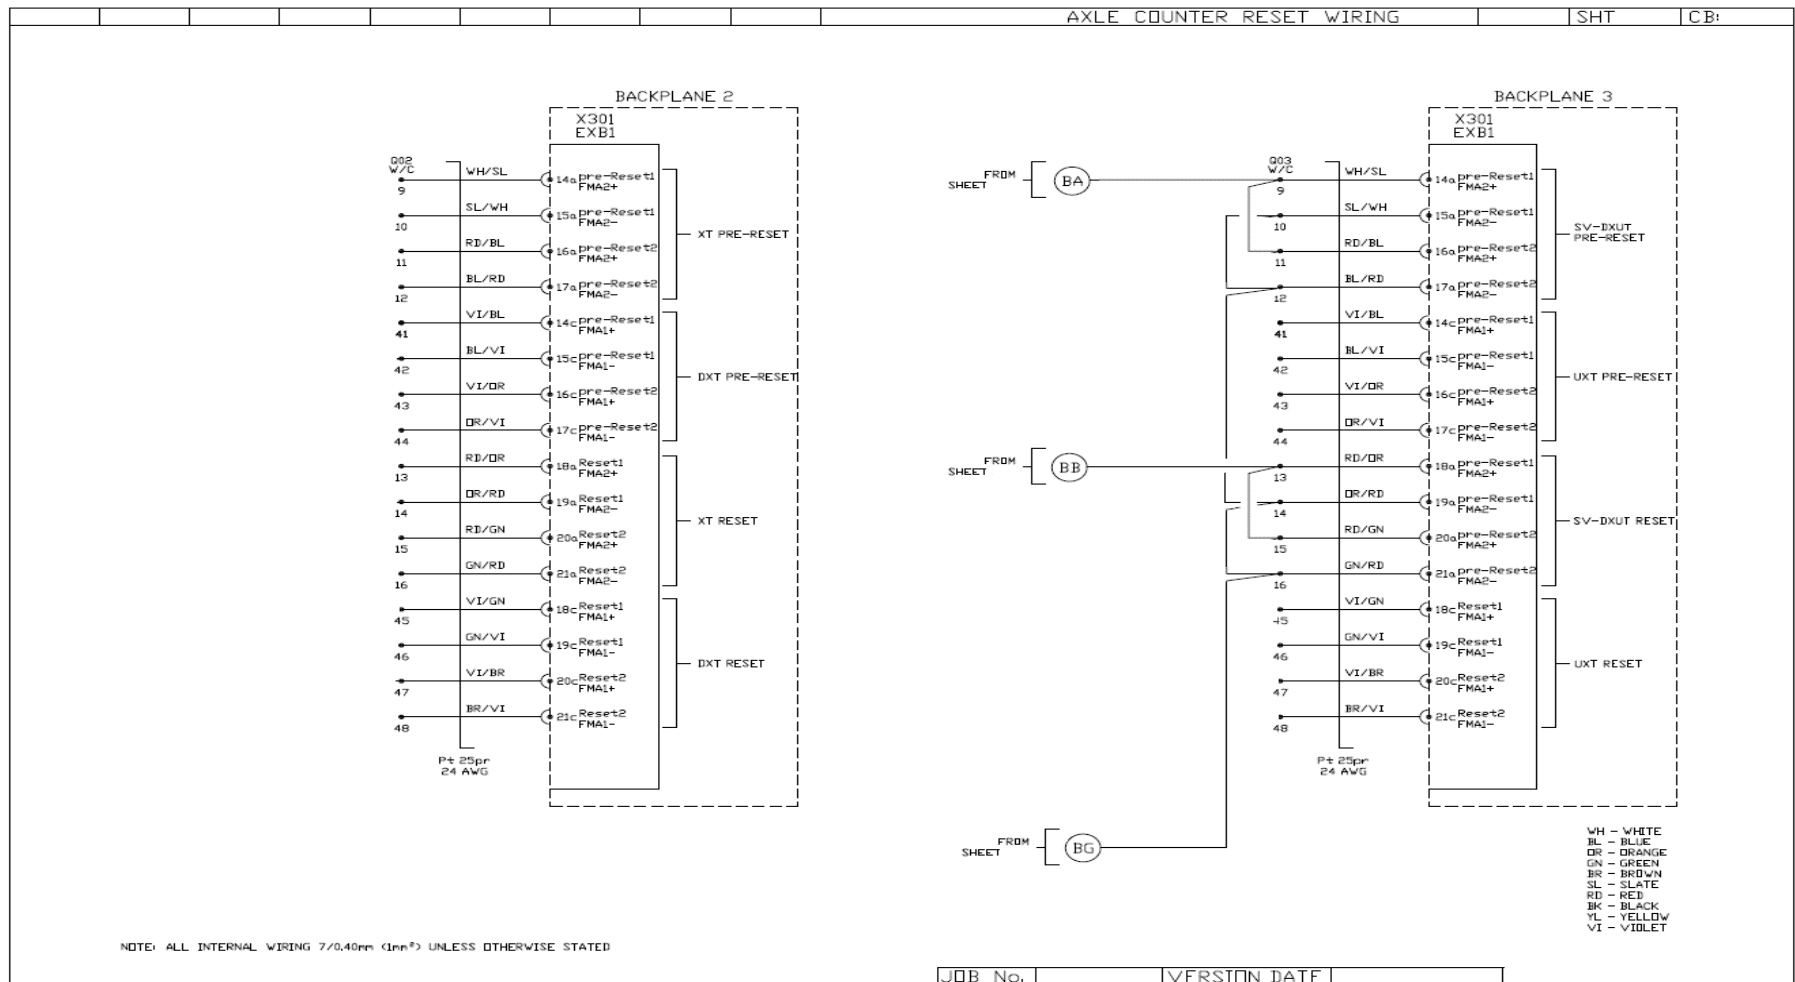 AXLE COUNTER RESET WIRING SHT CB:
BACKPLANE 2
X301
EXB1
Q02
W/C
9 WH/SL 14a pre-Reset1
FMA2+
10 SL/WH 15a pre-Reset1
FMA2-
11 RD/BL 16a pre-Reset2
FMA2+
12 BL/RD 17a pre-Reset2
FMA2-
XT PRE-RESET
41 VI/BL 14c pre-Reset1
FMA1+
42 BL/VI 15c pre-Reset1
FMA1-
43 VI/OR 16c pre-Reset2
FMA1+
44 OR/VI 17c pre-Reset2
FMA1-
DXT PRE-RESET
13 RD/OR 18a Reset1
FMA2+
14 OR/RD 19a Reset1
FMA2-
15 RD/GN 20a Reset2
FMA2+
16 GN/RD 21a Reset2
FMA2-
XT RESET
45 VI/GN 18c Reset1
FMA1+
46 GN/VI 19c Reset1
FMA1-
47 VI/BR 20c Reset2
FMA1+
48 BR/VI 21c Reset2
FMA1-
DXT RESET
Pt 25pr
24 AWG
BACKPLANE 3
X301
EXB1
FROM
SHEET
BA
Q03
W/C
9 WH/SL 14a pre-Reset1
FMA2+
10 SL/WH 15a pre-Reset1
FMA2-
11 RD/BL 16a pre-Reset2
FMA2+
12 BL/RD 17a pre-Reset2
FMA2-
SV-DXUT
PRE-RESET
41 VI/BL 14c pre-Reset1
FMA1+
42 BL/VI 15c pre-Reset1
FMA1-
43 VI/OR 16c pre-Reset2
FMA1+
44 OR/VI 17c pre-Reset2
FMA1-
UXT PRE-RESET
FROM
SHEET
BB
13 RD/OR 18a pre-Reset1
FMA2+
14 OR/RD 19a pre-Reset1
FMA2-
15 RD/GN 20a pre-Reset2
FMA2+
16 GN/RD 21a pre-Reset2
FMA2-
SV-DXUT RESET
45 VI/GN 18c Reset1
FMA1+
46 GN/VI 19c Reset1
FMA1-
47 VI/BR 20c Reset2
FMA1+
48 BR/VI 21c Reset2
FMA1-
UXT RESET
Pt 25pr
24 AWG
FROM
SHEET
BG
WH - WHITE
BL - BLUE
OR - ORANGE
GN - GREEN
BR - BROWN
SL - SLATE
RD - RED
BK - BLACK
YL - YELLOW
VI - VIOLET
NOTE: ALL INTERNAL WIRING 7/0.40mm (1mm²) UNLESS OTHERWISE STATED
JOB No. VERSION DATE